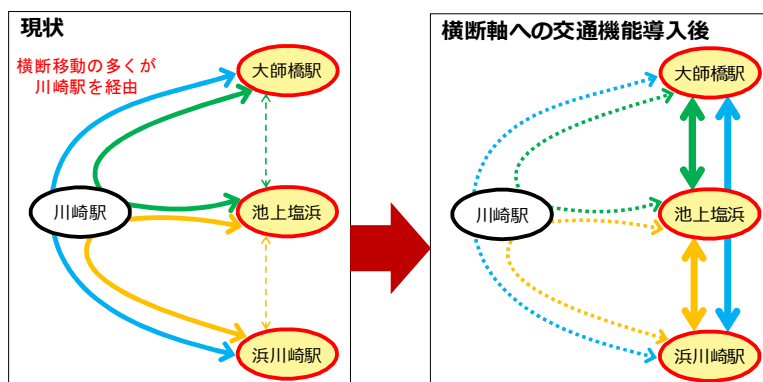 現状
横断移動の多くが
川崎駅を経由
大師橋駅
川崎駅
池上塩浜
浜川崎駅
横断軸への交通機能導入後
大師橋駅
川崎駅
池上塩浜
浜川崎駅